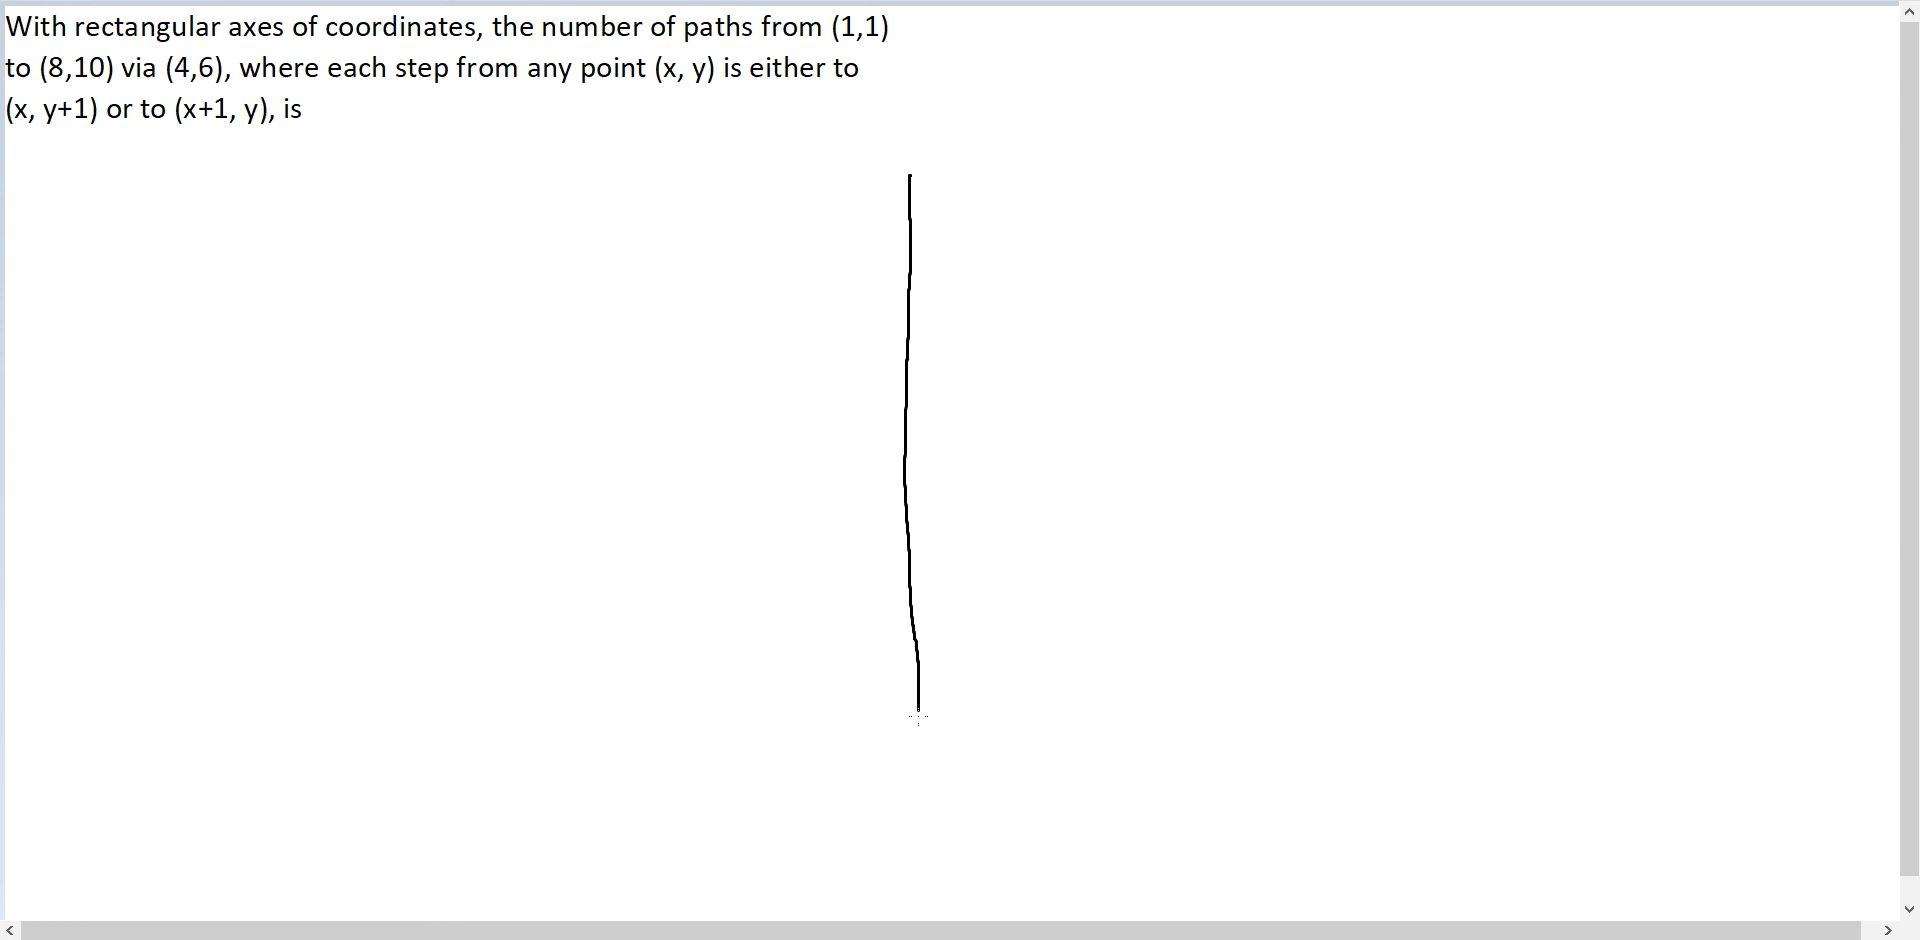 With rectangular axes of coordinates, the number of paths from (1,1)
to (8,10) via (4,6), where each step from any point (x, y) is either to
(x, y+1) or to (x+1, y), is